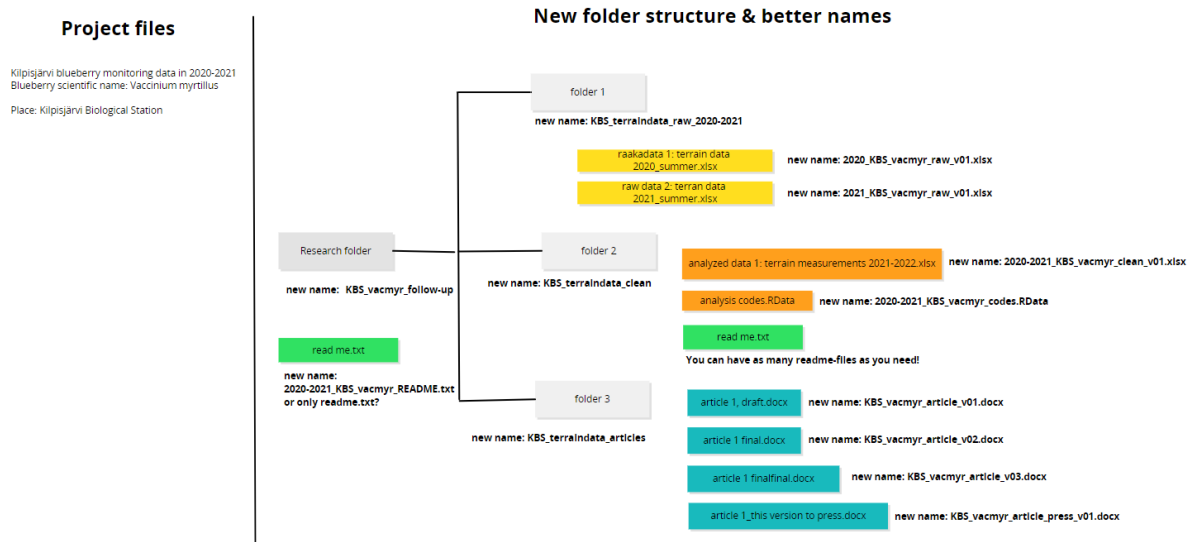 Project files
Kilpisjärvi blueberry monitoring data in 2020-2021
Blueberry scientific name: Vaccinium myrtillus
Place: Kilpisjärvi Biological Station
New folder structure & better names
folder 1
new name: KBS_terraindata_raw_2020-2021
raakadata 1: terrain data
2020_summer.xlsx
new name: 2020_KBS_vacmyr_raw_v01.xlsx
raw data 2: terran data
2021_summer.xlsx
new name: 2021_KBS_vacmyr_raw_v01.xlsx
Research folder
new name:  KBS_vacmyr_follow-up
folder 2
new name: KBS_terraindata_clean
analyzed data 1: terrain measurements 2021-2022.xlsx
new name: 2020-2021_KBS_vacmyr_clean_v01.xlsx
analysis codes.RData
new name: 2020-2021_KBS_vacmyr_codes.RData
read me.txt
You can have as many readme-files as you need!
read me.txt
new name:
2020-2021_KBS_vacmyr_README.txt
or only readme.txt?
folder 3
new name: KBS_terraindata_articles
article 1, draft.docx
new name: KBS_vacmyr_article_v01.docx
article 1 final.docx
new name: KBS_vacmyr_article_v02.docx
article 1 finalfinal.docx
new name: KBS_vacmyr_article_v03.docx
article 1_this version to press.docx
new name: KBS_vacmyr_article_press_v01.docx